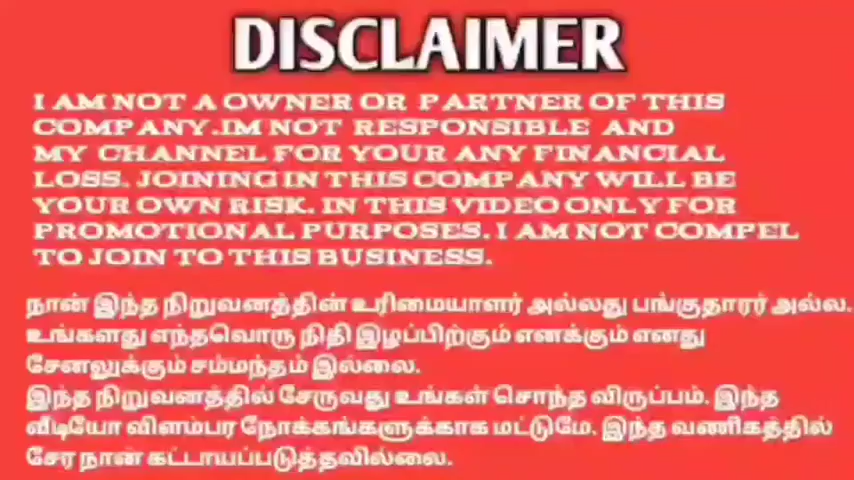 DISCLAIMER
I AM NOT A OWNER OR PARTNER OF THIS
COMPANY.IM NOT RESPONSIBLE AND
MY CHANNEL FOR YOUR ANY FINANCIAL
LOSS. JOINING IN THIS COMPANY WILL BE
YOUR OWN RISK. IN THIS VIDEO ONLY FOR
PROMOTIONAL PURPOSES. I AM NOT COMPEL
TO JOIN TO THIS BUSINESS.
நான் இந்த நிறுவனத்தின் உரிமையாளர் அல்லது பங்குதாரர் அல்ல.
உங்களது எந்தவொரு நிதி இழப்பிற்கும் எனக்கும் எனது
சேனலுக்கும் சம்மந்தம் இல்லை.
இந்த நிறுவனத்தில் சேருவது உங்கள் சொந்த விருப்பம். இந்த
வீடியோ விளம்பர நோக்கங்களுக்காக மட்டுமே. இந்த வணிகத்தில்
சேர நான் கட்டாயப்படுத்தவில்லை.